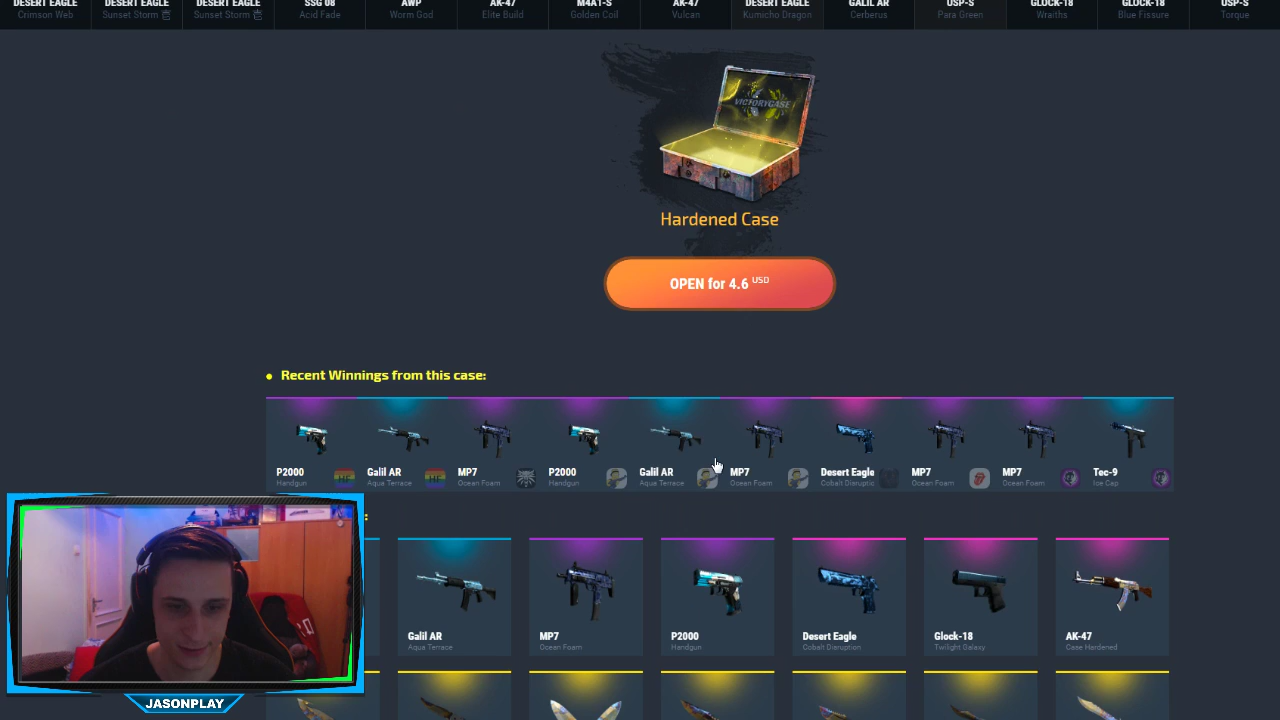 DESERT EAGLE DESERT EAGLE DESERT EAGLE SSG 08 AWP AK-47 M4A1-S AK-47 DESERT EAGLE GALIL AR USP-S GLOCK-18 GLOCK-18 USP-S
Crimson Web Sunset Storm 壱 Sunset Storm 壱 Acid Fade Worm God Elite Build Golden Coil Vulcan Kumicho Dragon Cerberus Para Green Wraiths Blue Fissure Torque
VICTORYCASE
Hardened Case
OPEN for 4.6 USD
Recent Winnings from this case:
P2000 Galil AR MP7 P2000 Galil AR MP7 Desert Eagle MP7 MP7 Tec-9
Handgun Aqua Terrace Ocean Foam Handgun Aqua Terrace Ocean Foam Cobalt Disruptic Ocean Foam Ocean Foam Ice Cap
:
Galil AR MP7 P2000 Desert Eagle Glock-18 AK-47
Aqua Terrace Ocean Foam Handgun Cobalt Disruption Twilight Galaxy Case Hardened
JASONPLAY